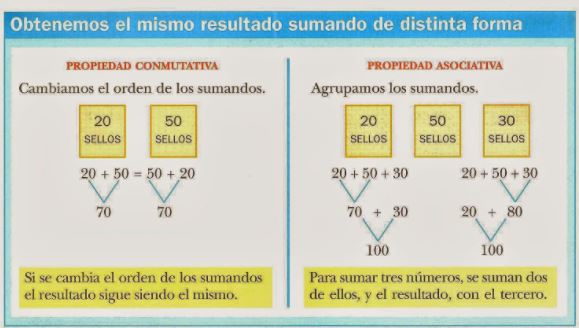 Obtenemos el mismo resultado sumando de distinta forma
PROPIEDAD CONMUTATIVA
Cambiamos el orden de los sumandos.
20 SELLOS
50 SELLOS
20 + 50 = 50 + 20
70 70
Si se cambia el orden de los sumandos
el resultado sigue siendo el mismo.
PROPIEDAD ASOCIATIVA
Agrupamos los sumandos.
20 SELLOS
50 SELLOS
30 SELLOS
20 + 50 + 30 20 + 50 + 30
70 + 30 20 + 80
100 100
Para sumar tres números, se suman dos
de ellos, y el resultado, con el tercero.